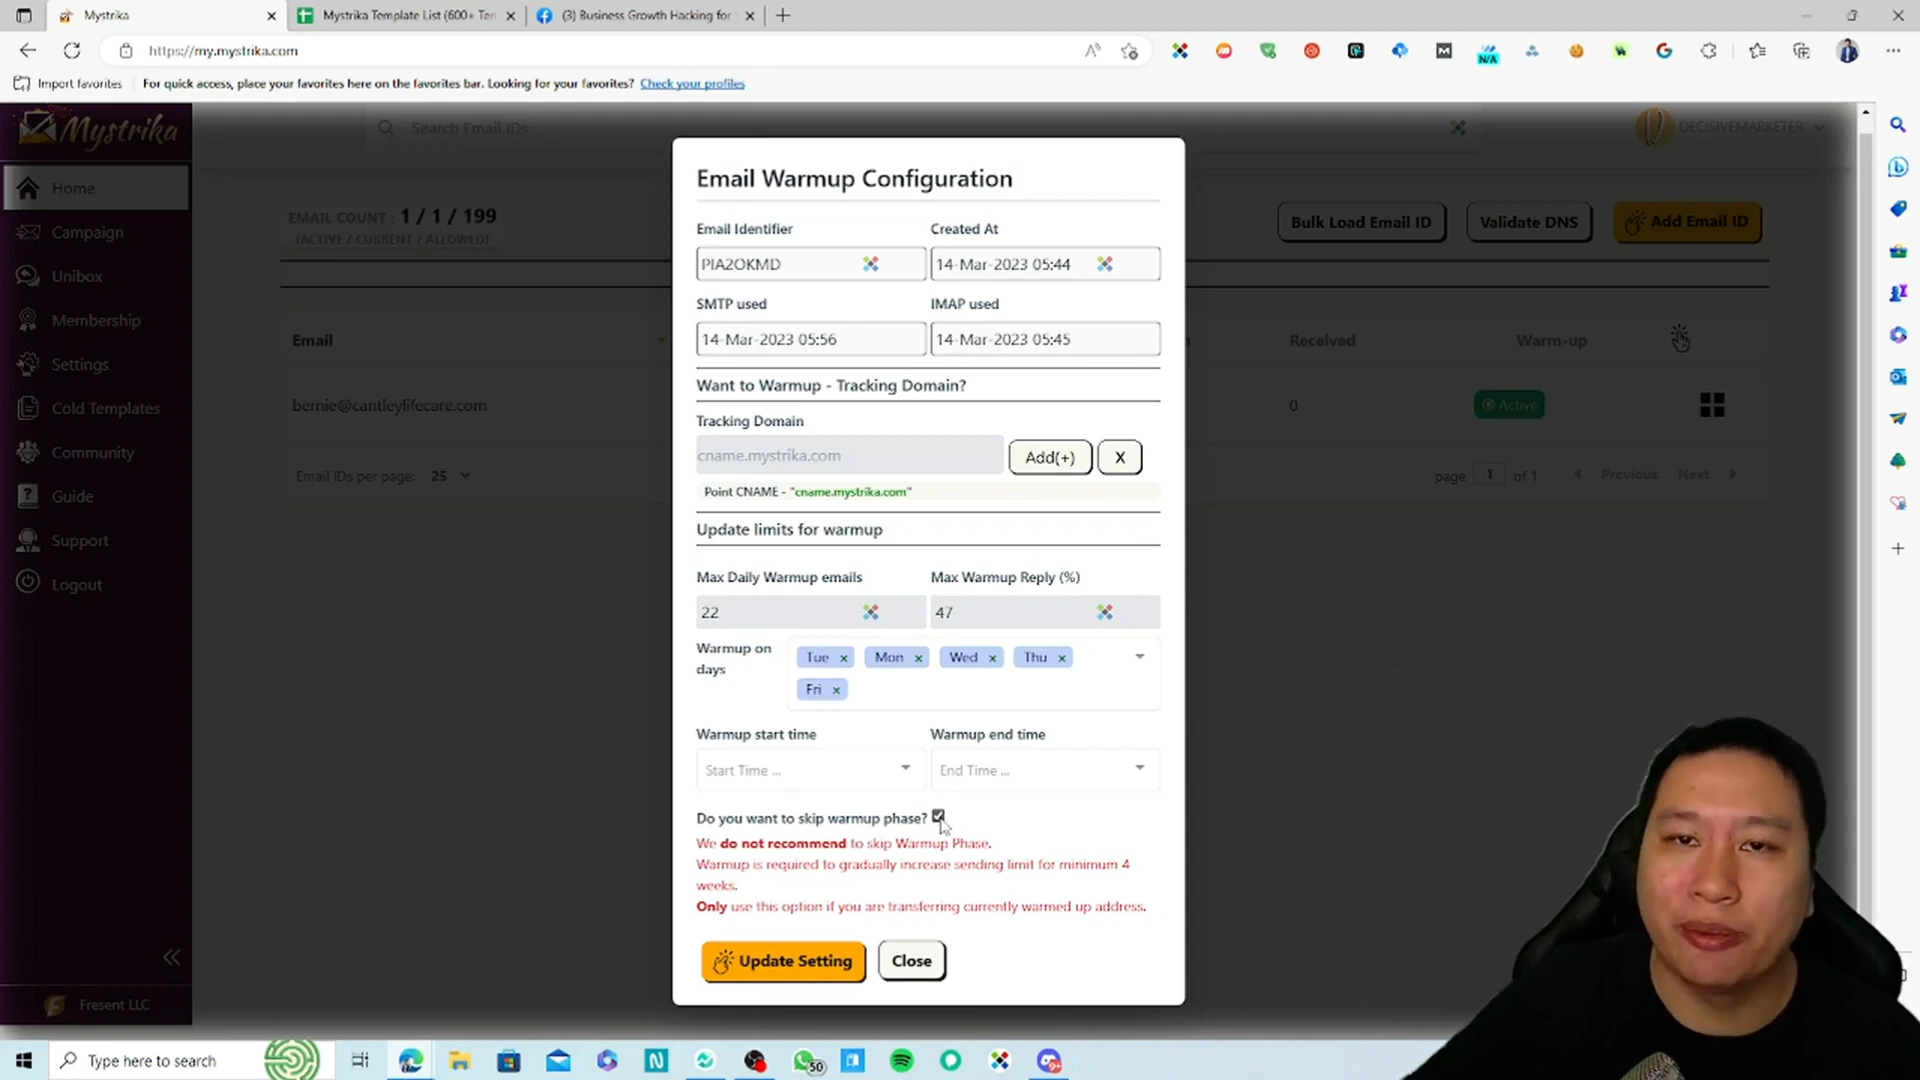 Mystrika
Mystrika Template List (600+ Ter
(3) Business Growth Hacking for
https://my.mystrika.com
N/A
Import favorites
For quick access, place your favorites here on the favorites bar. Looking for your favorites? Check your profiles
Mystrika
Search Email IDs
DECISIVEMARKETER
Home
Campaign
Unibox
Membership
Settings
Cold Templates
Community
Guide
Support
Logout
Fresent LLC
EMAIL COUNT : 1 / 1 / 199
(ACTIVE / CURRENT / ALLOWED)
Bulk Load Email ID
Validate DNS
Add Email ID
Email
Received
Warm-up
bernie@cantleylifecare.com
0
Active
Email IDs per page: 25
page 1 of 1
Previous
Next
Email Warmup Configuration
Email Identifier
Created At
PIA2OKMD
14-Mar-2023 05:44
SMTP used
IMAP used
14-Mar-2023 05:56
14-Mar-2023 05:45
Want to Warmup - Tracking Domain?
Tracking Domain
cname.mystrika.com
Add(+)
X
Point CNAME - "cname.mystrika.com"
Update limits for warmup
Max Daily Warmup emails
Max Warmup Reply (%)
22
47
Warmup on
days
Tue × Mon × Wed × Thu ×
Fri ×
Warmup start time
Warmup end time
Start Time ...
End Time ...
Do you want to skip warmup phase?
We do not recommend to skip Warmup Phase.
Warmup is required to gradually increase sending limit for minimum 4
weeks.
Only use this option if you are transferring currently warmed up address.
Update Setting
Close
Type here to search
50